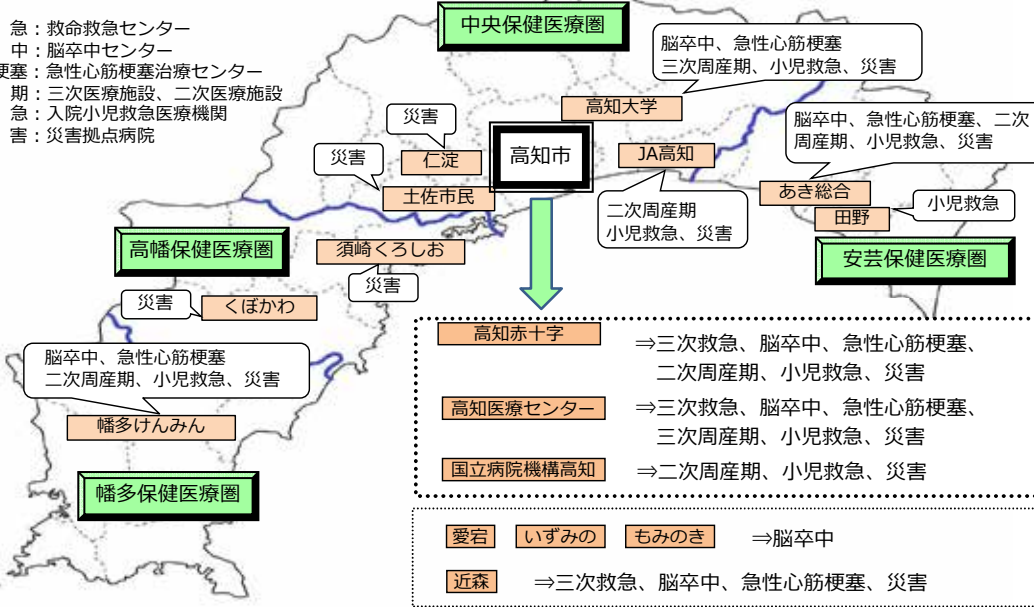 急：救命救急センター
中：脳卒中センター
梗塞：急性心筋梗塞治療センター
期：三次医療施設、二次医療施設
急：入院小児救急医療機関
害：災害拠点病院
中央保健医療圏
脳卒中、急性心筋梗塞
三次周産期、小児救急、災害
高知大学
災害
仁淀
高知市
JA高知
脳卒中、急性心筋梗塞、二次
周産期、小児救急、災害
災害
土佐市民
二次周産期
小児救急、災害
あき総合
田野
小児救急
高幡保健医療圏
須崎くろしお
災害
安芸保健医療圏
災害
くぼかわ
脳卒中、急性心筋梗塞
二次周産期、小児救急、災害
幡多けんみん
幡多保健医療圏
高知赤十字 ⇒三次救急、脳卒中、急性心筋梗塞、
二次周産期、小児救急、災害
高知医療センター ⇒三次救急、脳卒中、急性心筋梗塞、
三次周産期、小児救急、災害
国立病院機構高知 ⇒二次周産期、小児救急、災害
愛宕 いずみの もみのき ⇒脳卒中
近森 ⇒三次救急、脳卒中、急性心筋梗塞、災害